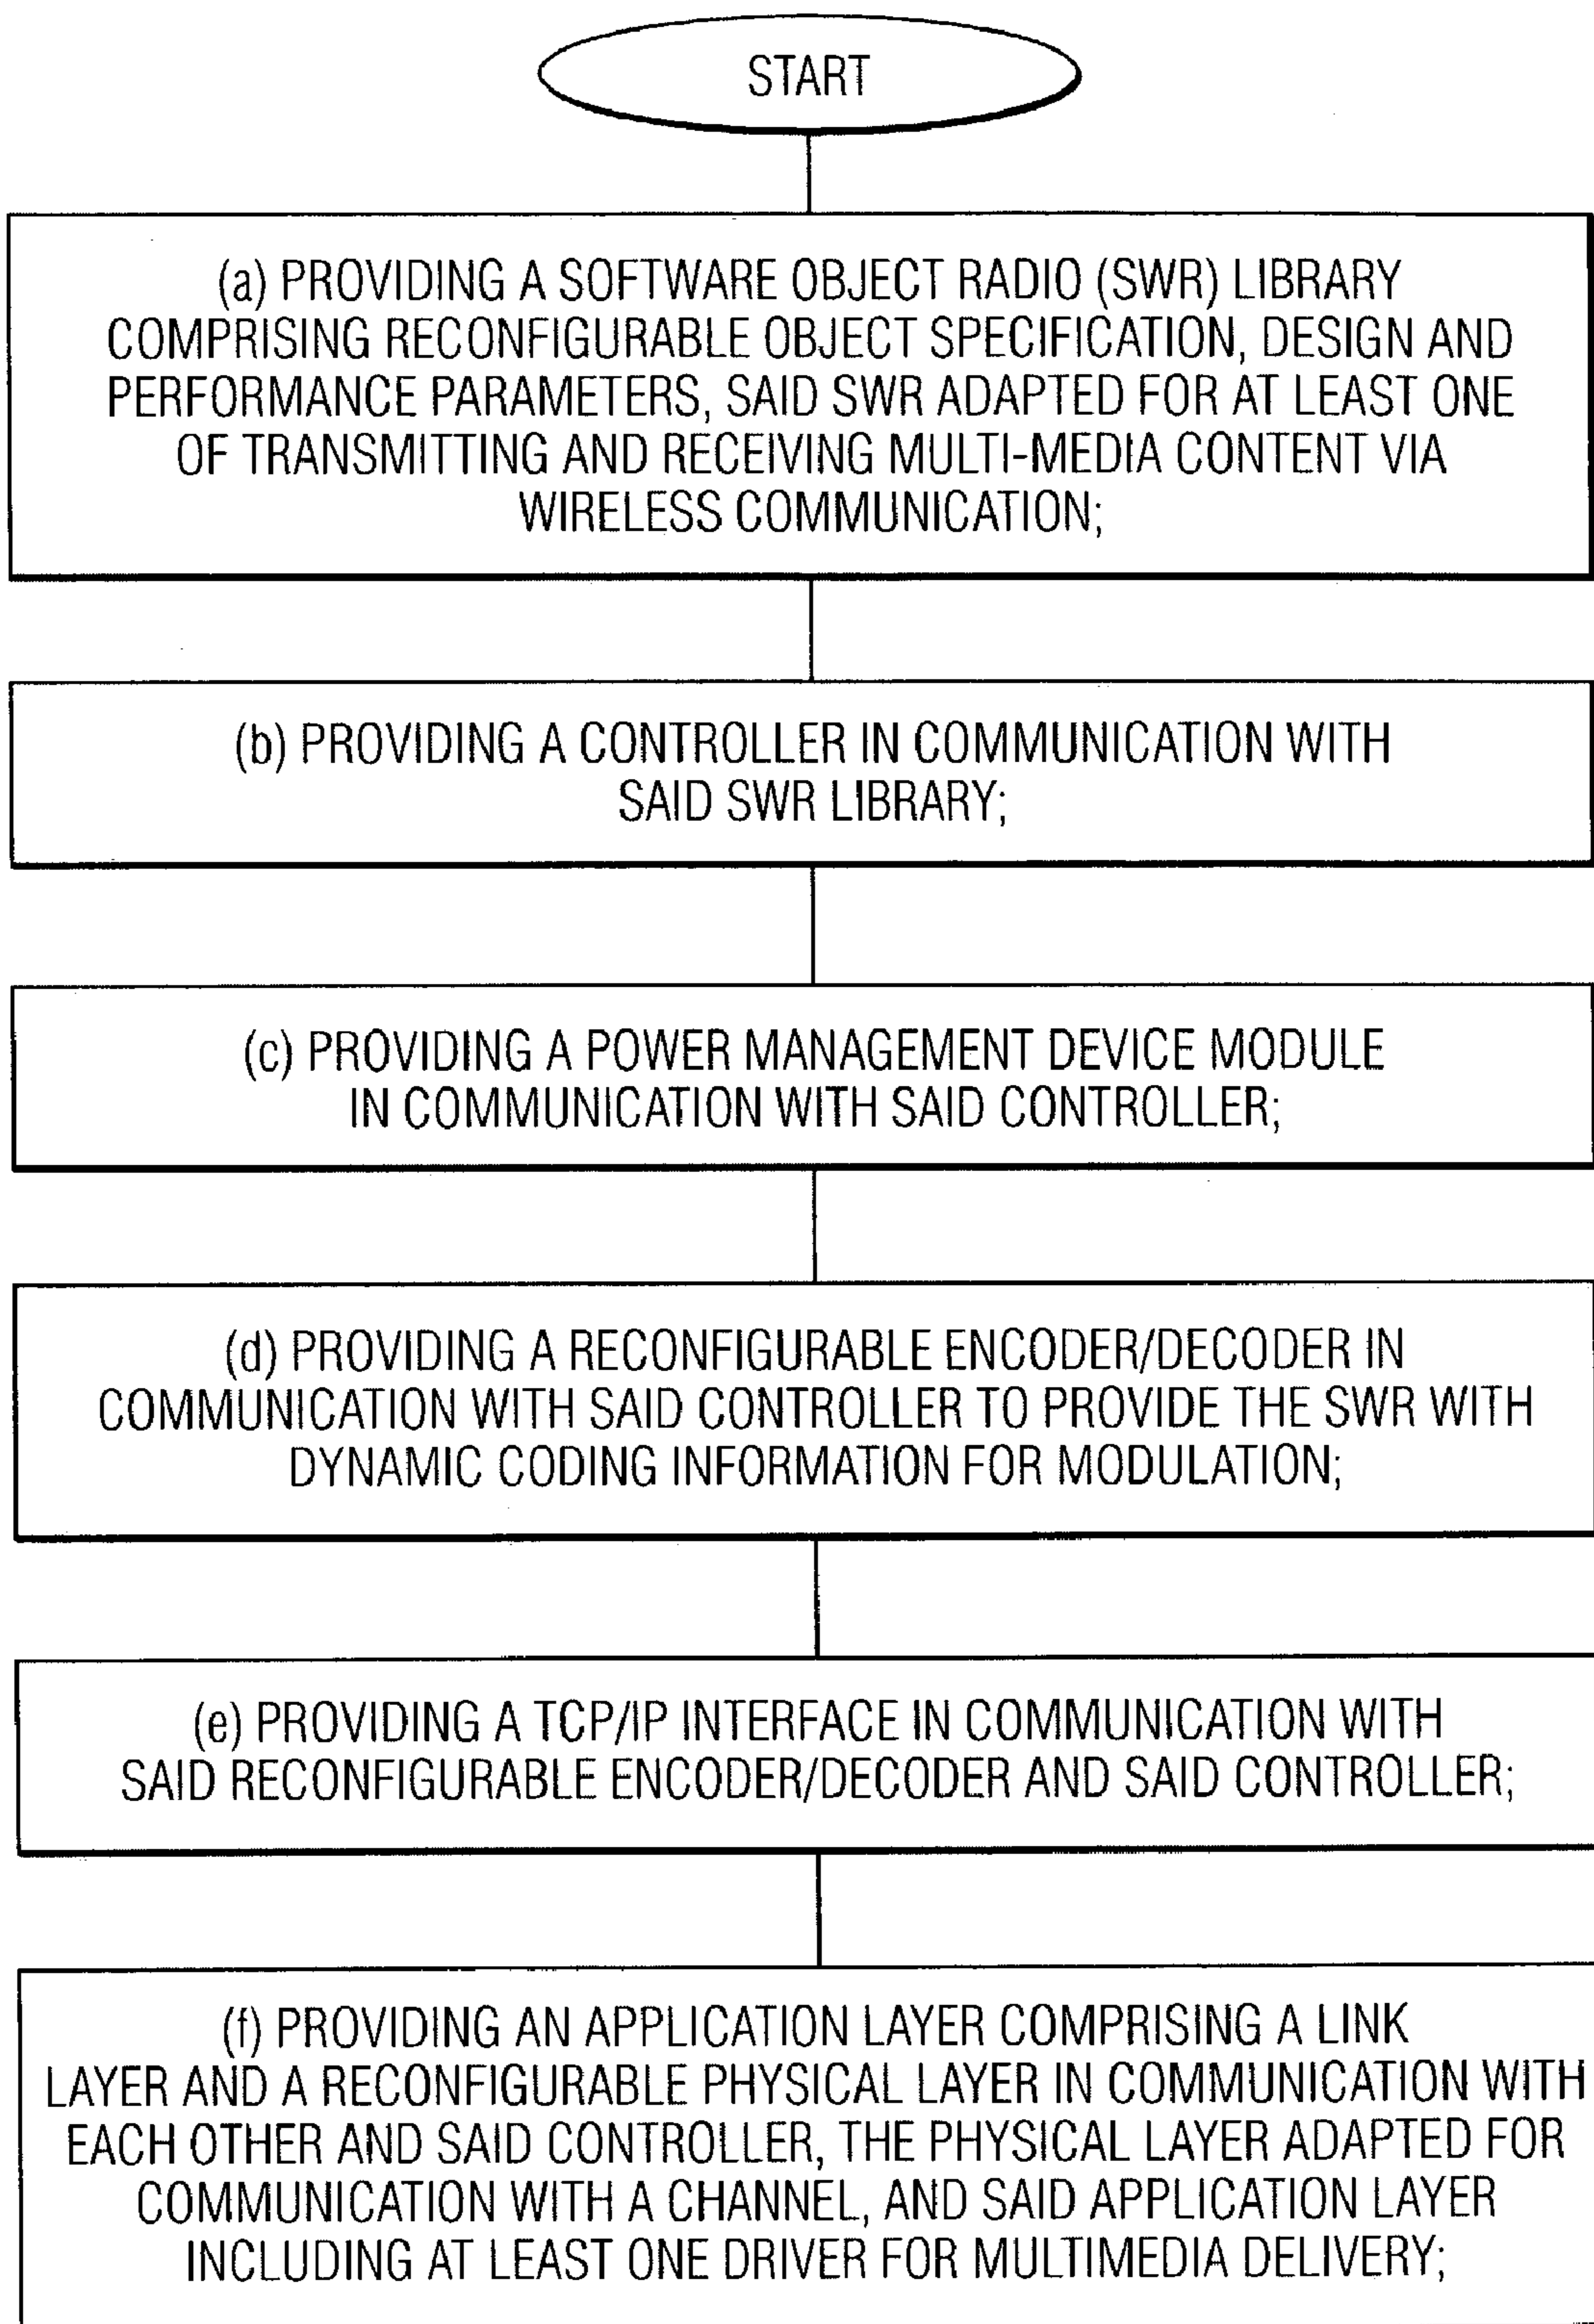 START
(a) PROVIDING A SOFTWARE OBJECT RADIO (SWR) LIBRARY
COMPRISING RECONFIGURABLE OBJECT SPECIFICATION, DESIGN AND
PERFORMANCE PARAMETERS, SAID SWR ADAPTED FOR AT LEAST ONE
OF TRANSMITTING AND RECEIVING MULTI-MEDIA CONTENT VIA
WIRELESS COMMUNICATION;
(b) PROVIDING A CONTROLLER IN COMMUNICATION WITH
SAID SWR LIBRARY;
(c) PROVIDING A POWER MANAGEMENT DEVICE MODULE
IN COMMUNICATION WITH SAID CONTROLLER;
(d) PROVIDING A RECONFIGURABLE ENCODER/DECODER IN
COMMUNICATION WITH SAID CONTROLLER TO PROVIDE THE SWR WITH
DYNAMIC CODING INFORMATION FOR MODULATION;
(e) PROVIDING A TCP/IP INTERFACE IN COMMUNICATION WITH
SAID RECONFIGURABLE ENCODER/DECODER AND SAID CONTROLLER;
(f) PROVIDING AN APPLICATION LAYER COMPRISING A LINK
LAYER AND A RECONFIGURABLE PHYSICAL LAYER IN COMMUNICATION WITH
EACH OTHER AND SAID CONTROLLER, THE PHYSICAL LAYER ADAPTED FOR
COMMUNICATION WITH A CHANNEL, AND SAID APPLICATION LAYER
INCLUDING AT LEAST ONE DRIVER FOR MULTIMEDIA DELIVERY;